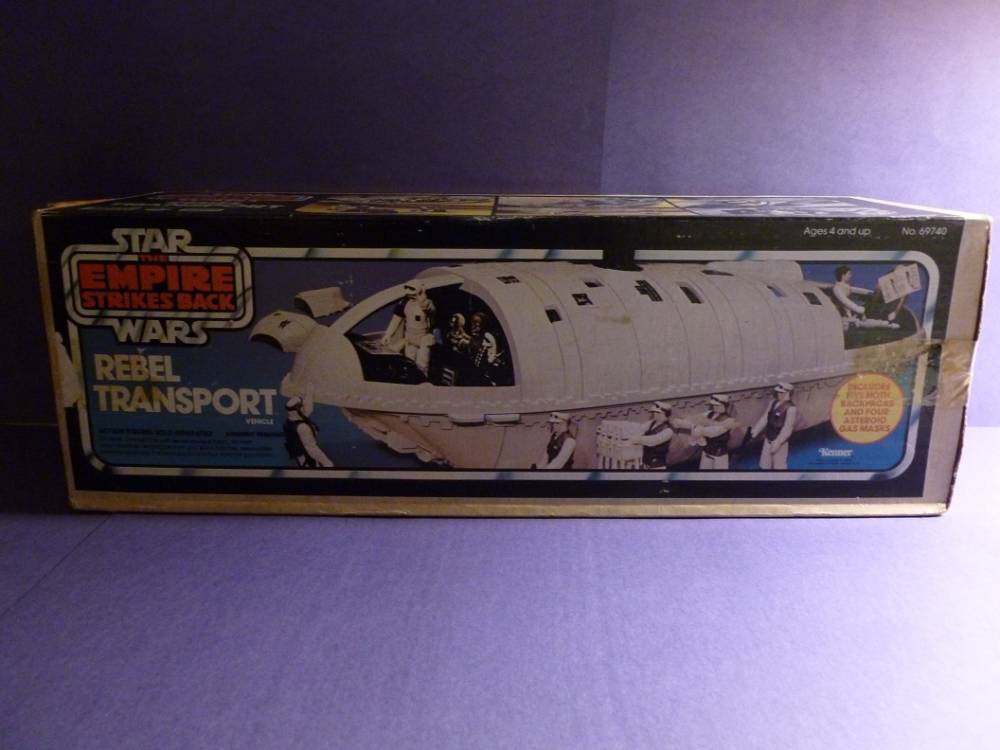 Ages 4 and up
No. 69740
STAR
THE
EMPIRE
STRIKES BACK
WARS
REBEL
TRANSPORT
VEHICLE
INCLUDES
FIVE HOTH
BACKPACKS
AND FOUR
ASTEROID
GAS MASKS
Kenner